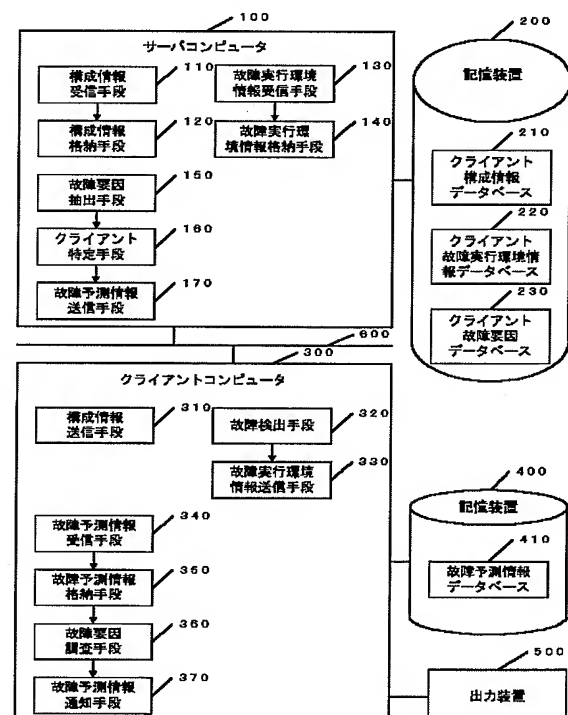 100
サーバコンピュータ
構成情報
受信手段
110
故障実行環境
情報受信手段
130
構成情報
格納手段
120
故障実行環
境情報格納手段
140
故障要因
抽出手段
150
クライアント
特定手段
160
故障予測情報
送信手段
170
200
記憶装置
210
クライアント
構成情報
データベース
220
クライアント
故障実行環境情
報データベース
230
クライアント
故障要因
データベース
600
300
クライアントコンピュータ
構成情報
送信手段
310
故障検出手段
320
故障実行環境
情報送信手段
330
故障予測情報
受信手段
340
故障予測情報
格納手段
350
故障要因
調査手段
360
故障予測情報
通知手段
370
400
記憶装置
410
故障予測情報
データベース
500
出力装置